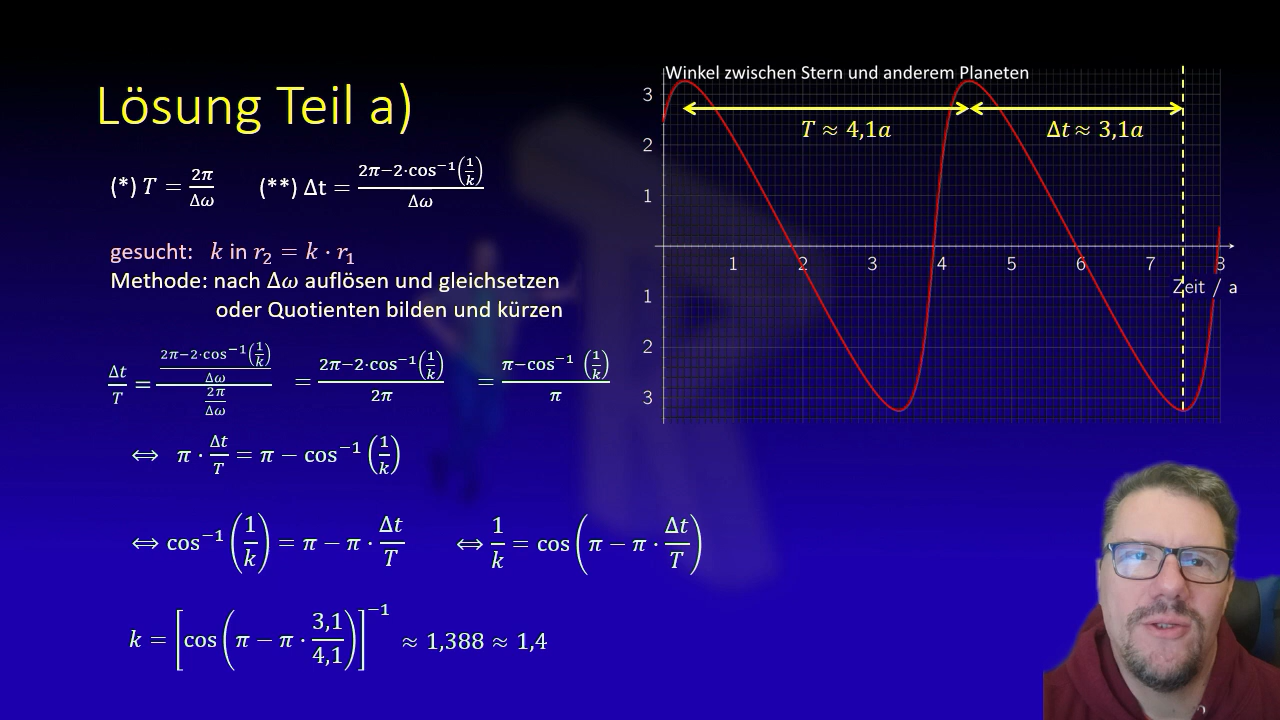 Lösung Teil a)
(*) T = 2π/Δω (**) Δt = (2π−2·cos⁻¹(1/k))/Δω
gesucht: k in r₂ = k · r₁
Methode: nach Δω auflösen und gleichsetzen
oder Quotienten bilden und kürzen
Δt/T = ((2π−2·cos⁻¹(1/k))/Δω)/(2π/Δω) = (2π−2·cos⁻¹(1/k))/2π = (π−cos⁻¹ (1/k))/π
⟺ π · Δt/T = π − cos⁻¹ (1/k)
⟺ cos⁻¹ (1/k) = π − π · Δt/T ⟺ 1/k = cos (π − π · Δt/T)
k = [cos (π − π · 3,1/4,1)]⁻¹ ≈ 1,388 ≈ 1,4
Winkel zwischen Stern und anderem Planeten
3
T ≈ 4,1a Δt ≈ 3,1a
2
1
1 2 3 4 5 6 7 8
Zeit / a
1
2
3